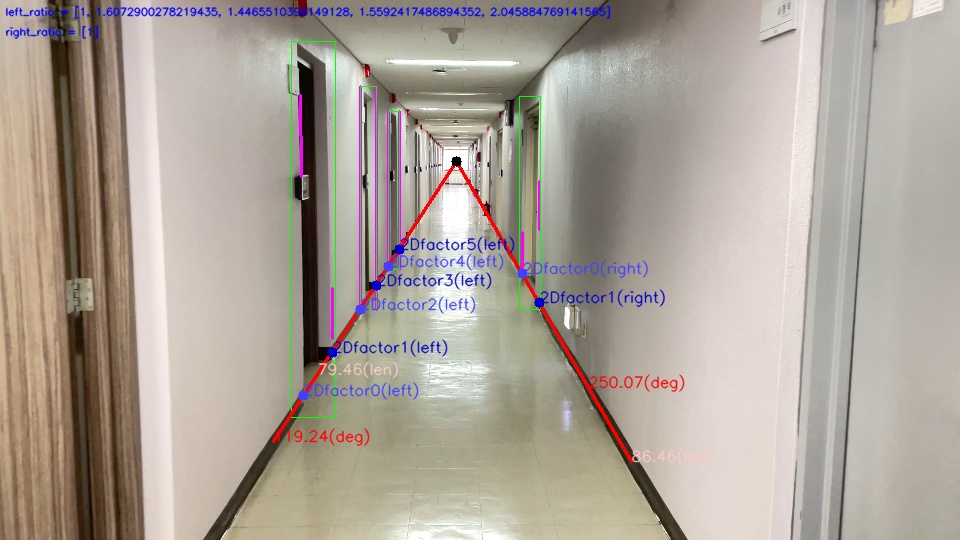 left_ratio = [1, 1.6072900278219435, 1.4465510399149128, 1.5592417486894352, 2.045884769141565]
right_ratio = [1]
2Dfactor5(left)
2Dfactor4(left)
2Dfactor0(right)
2Dfactor3(left)
2Dfactor1(right)
2Dfactor2(left)
2Dfactor1(left)
79.46(len)
250.07(deg)
2Dfactor0(left)
119.24(deg)
86.46(len)